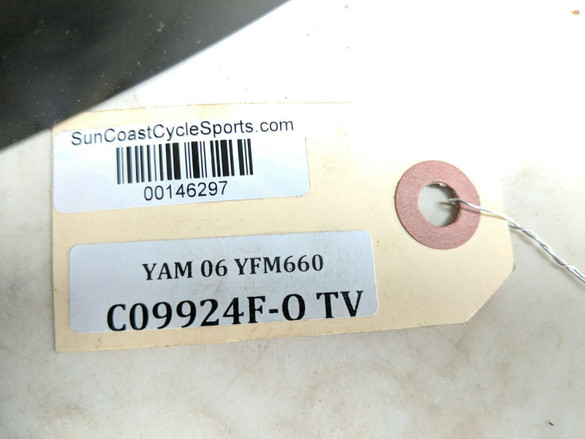 SunCoastCycleSports.com
00146297
YAM 06 YFM660
C09924F-O TV